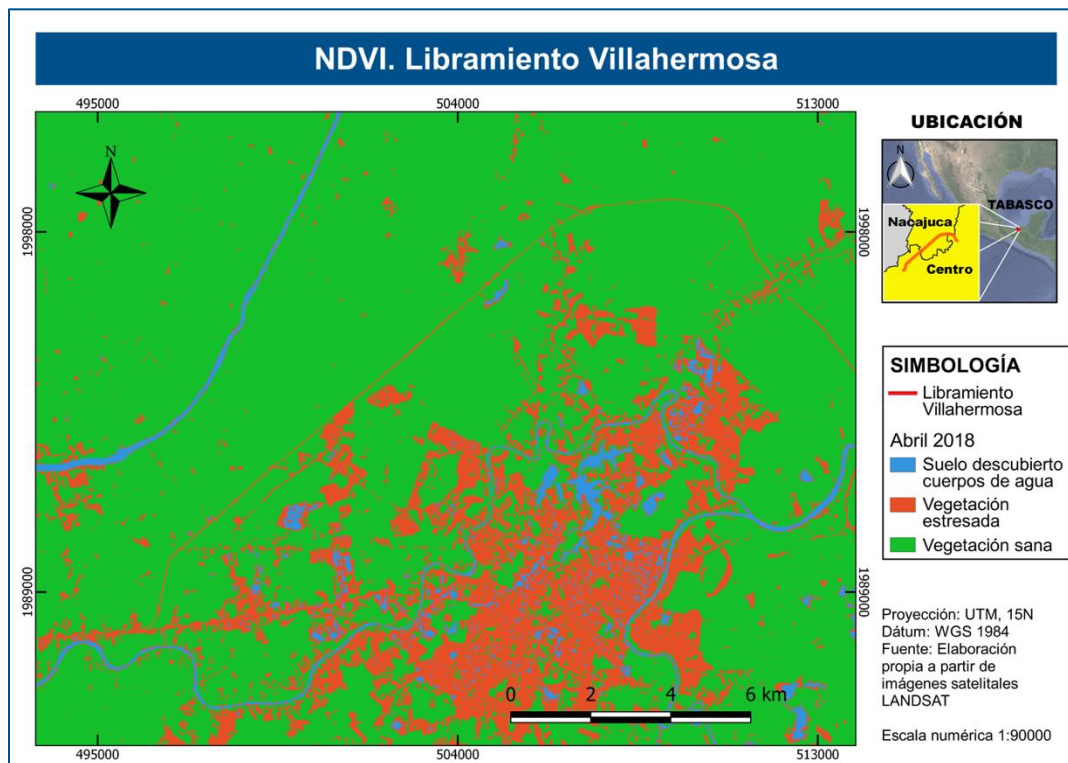 NDVI. Libramiento Villahermosa
495000
504000
513000
N
1998000
1998000
1989000
1989000
0 2 4 6 km
495000
504000
513000
UBICACIÓN
N
TABASCO
Nacajuca
Centro
SIMBOLOGÍA
Libramiento
Villahermosa
Abril 2018
Suelo descubierto
cuerpos de agua
Vegetación
estresada
Vegetación sana
Proyección: UTM, 15N
Dátum: WGS 1984
Fuente: Elaboración
propia a partir de
imágenes satelitales
LANDSAT
Escala numérica 1:90000